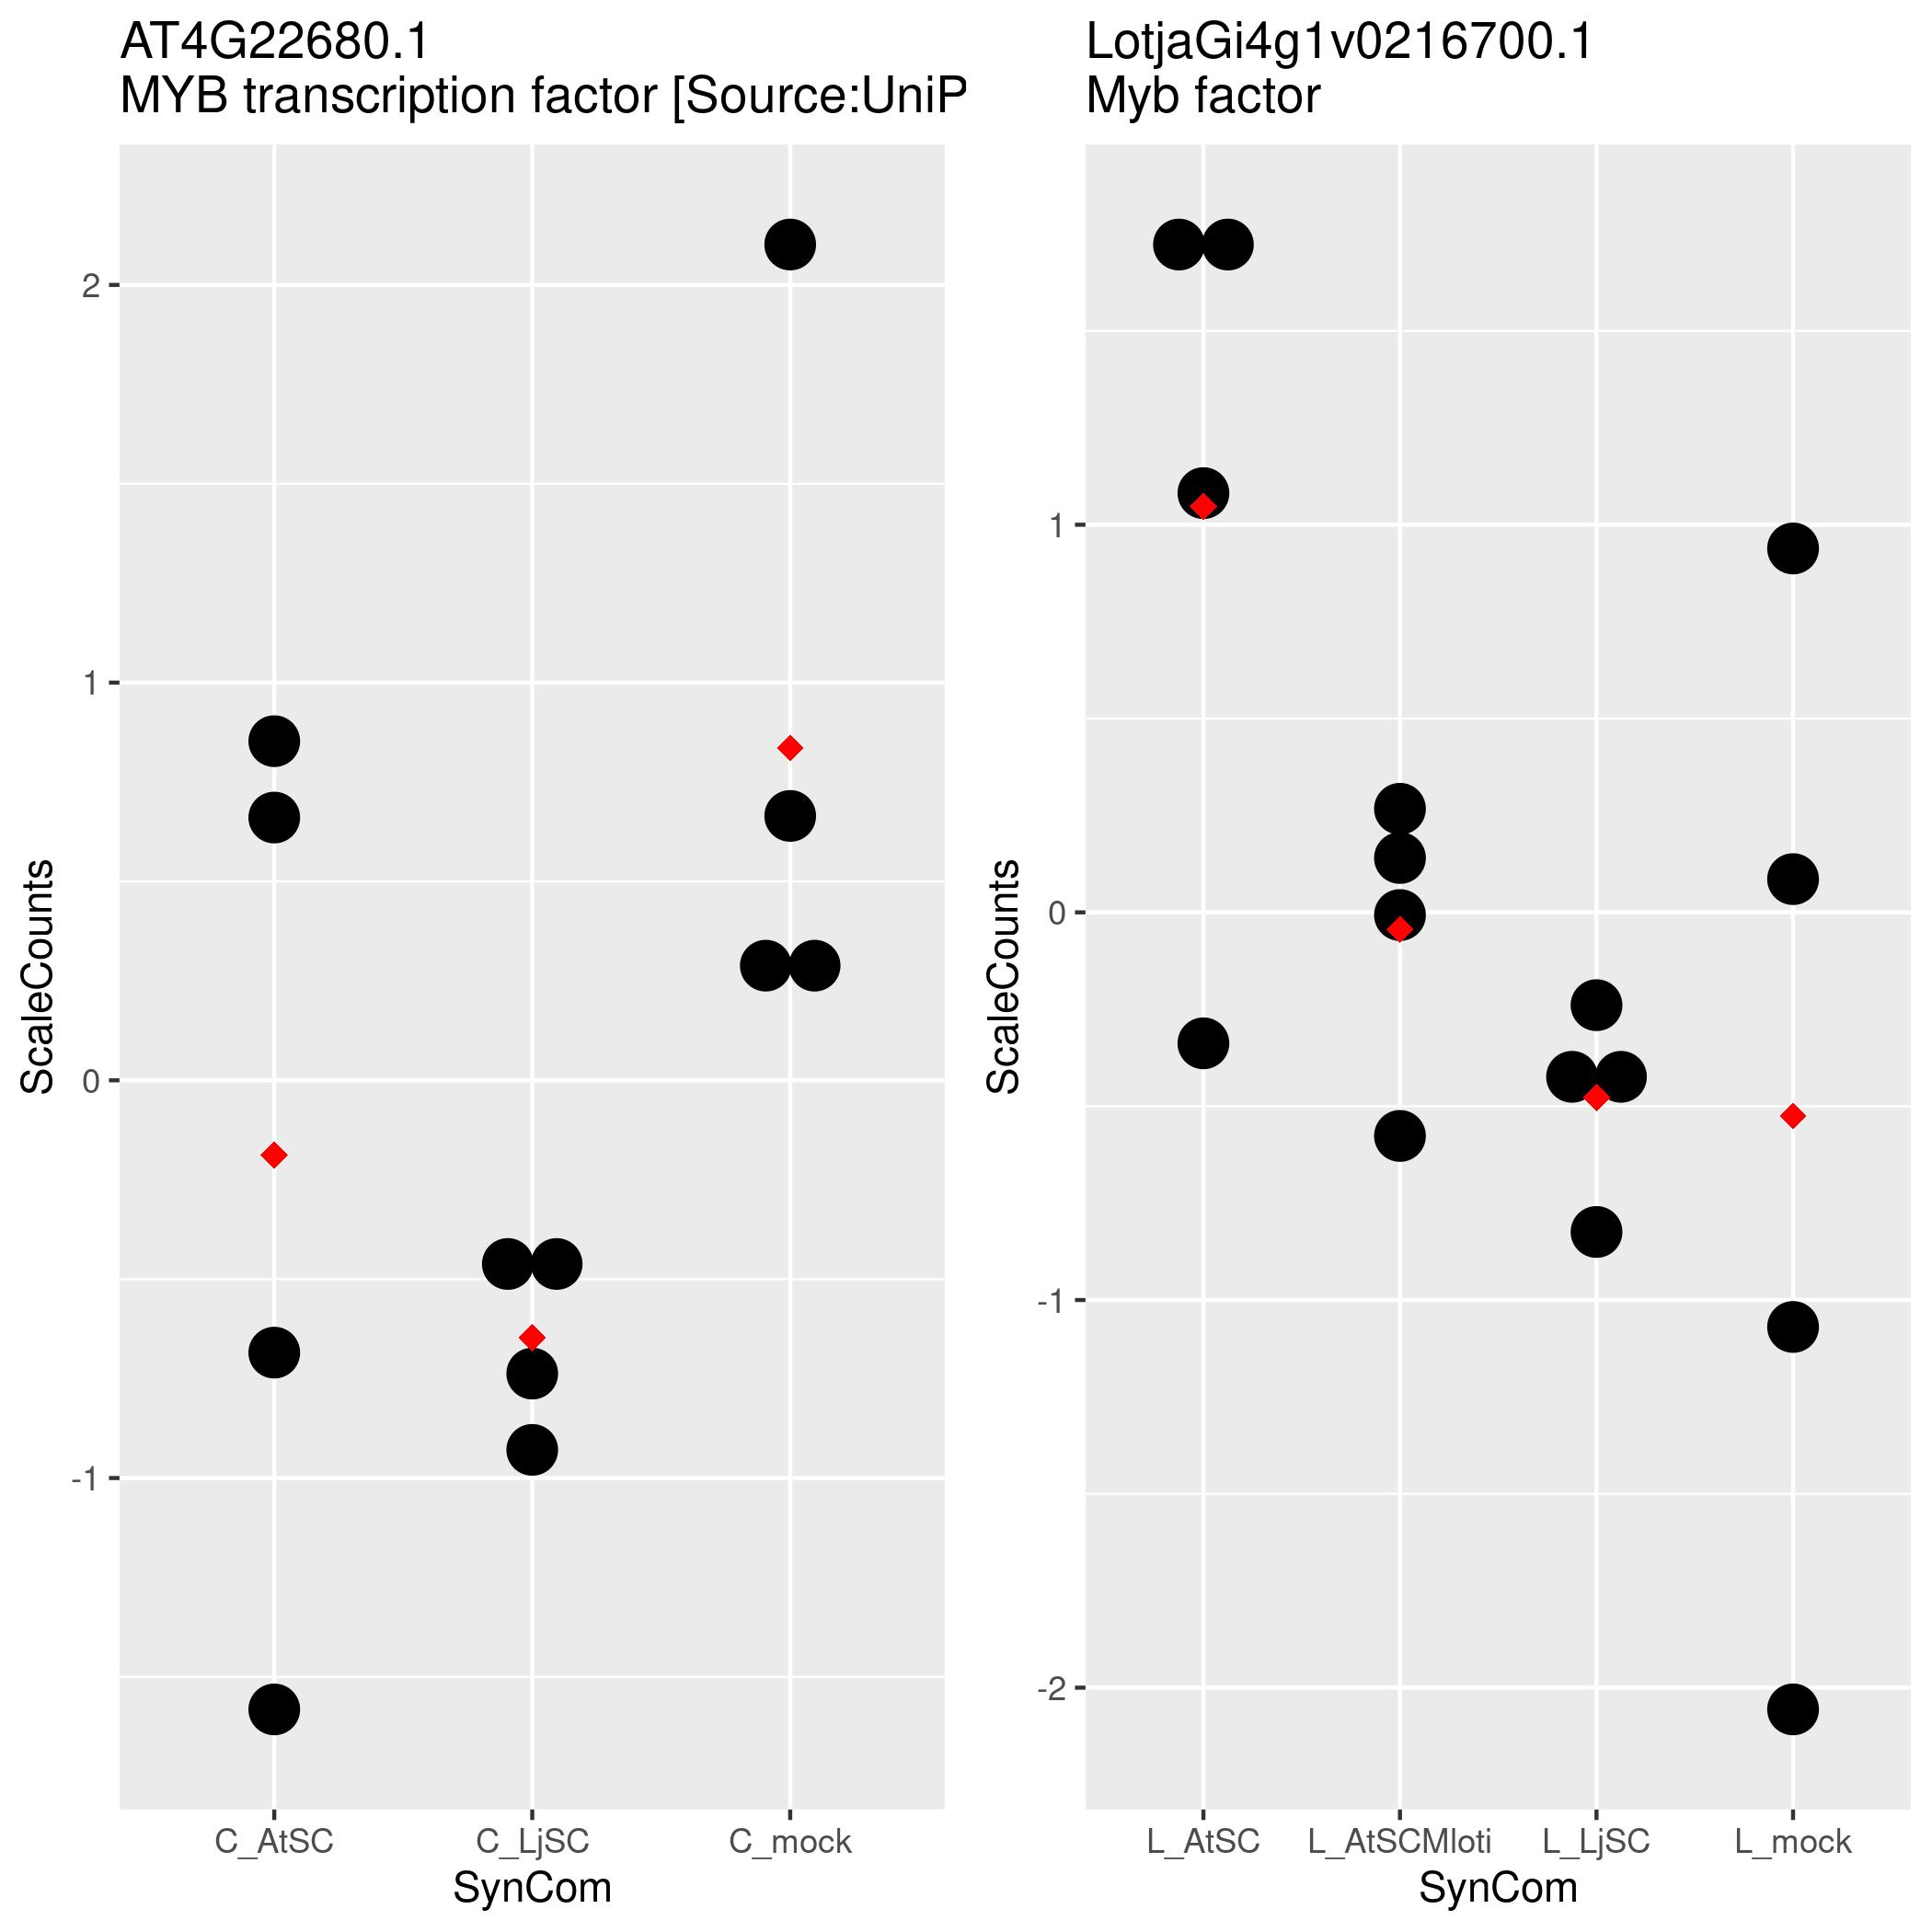 AT4G22680.1
MYB transcription factor [Source:UniP
ScaleCounts
2
1
0
-1
C_AtSC
C_LjSC
C_mock
SynCom
LotjaGi4g1v0216700.1
Myb factor
ScaleCounts
1
0
-1
-2
L_AtSC
L_AtSCMloti
L_LjSC
L_mock
SynCom